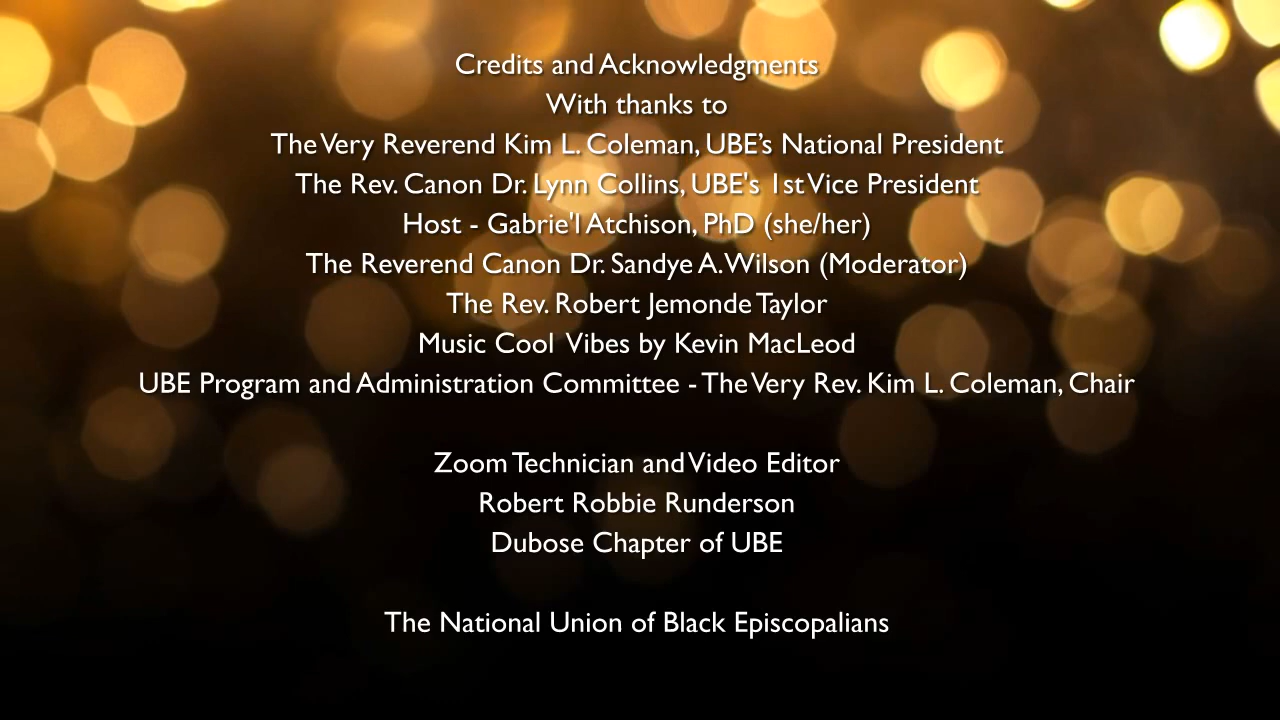 Credits and Acknowledgments
With thanks to
The Very Reverend Kim L. Coleman, UBE’s National President
The Rev. Canon Dr. Lynn Collins, UBE's 1st Vice President
Host - Gabrie'l Atchison, PhD (she/her)
The Reverend Canon Dr. Sandye A. Wilson (Moderator)
The Rev. Robert Jemonde Taylor
Music Cool  Vibes by Kevin MacLeod
UBE Program and Administration Committee - The Very Rev. Kim L. Coleman, Chair
Zoom Technician and Video Editor
Robert Robbie Runderson
Dubose Chapter of UBE
The National Union of Black Episcopalians